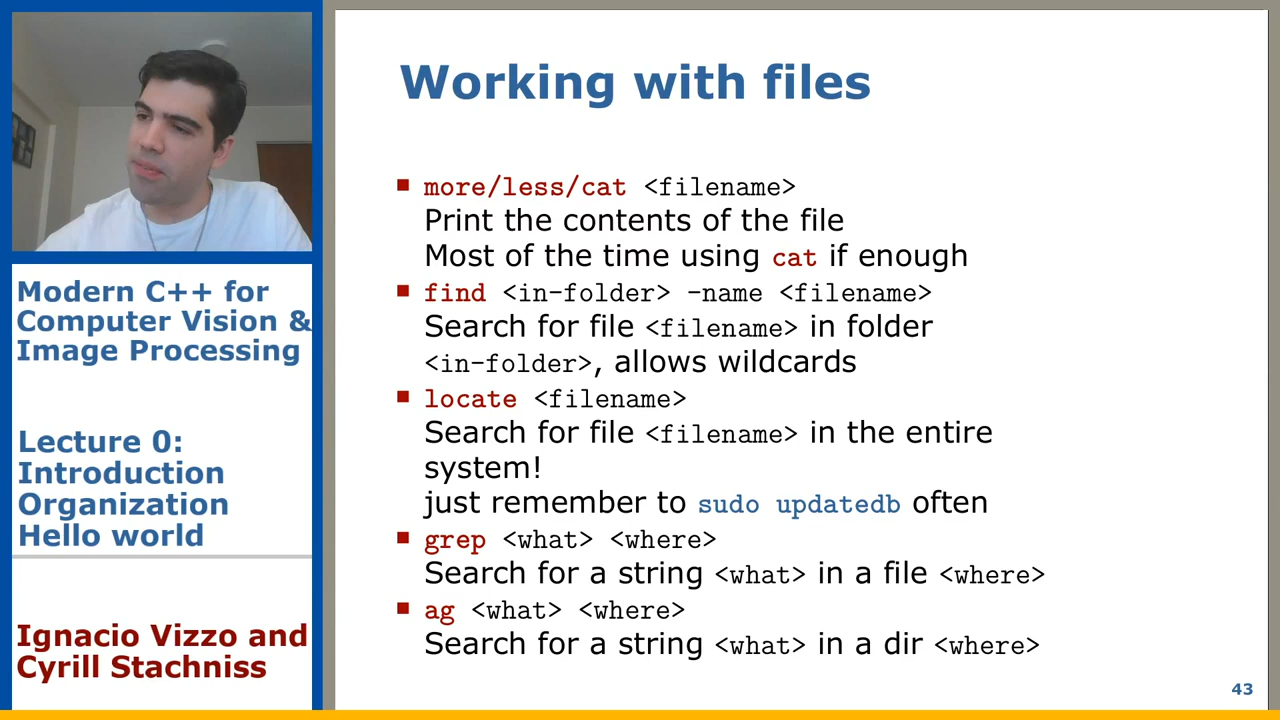 Modern C++ for
Computer Vision &
Image Processing
Lecture 0:
Introduction
Organization
Hello world
Ignacio Vizzo and
Cyrill Stachniss
Working with files
more/less/cat <filename>
Print the contents of the file
Most of the time using cat if enough
find <in-folder> -name <filename>
Search for file <filename> in folder
<in-folder>, allows wildcards
locate <filename>
Search for file <filename> in the entire
system!
just remember to sudo updatedb often
grep <what> <where>
Search for a string <what> in a file <where>
ag <what> <where>
Search for a string <what> in a dir <where>
43